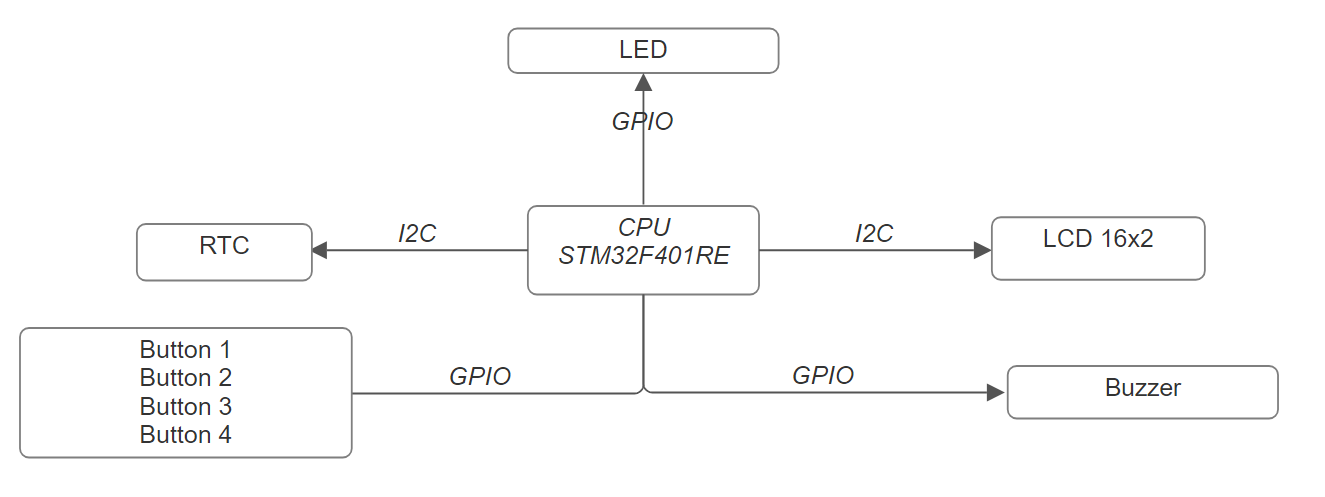 LED
GPIO
CPU
STM32F401RE
RTC
I2C
I2C
LCD 16x2
Button 1
Button 2
Button 3
Button 4
GPIO
GPIO
Buzzer